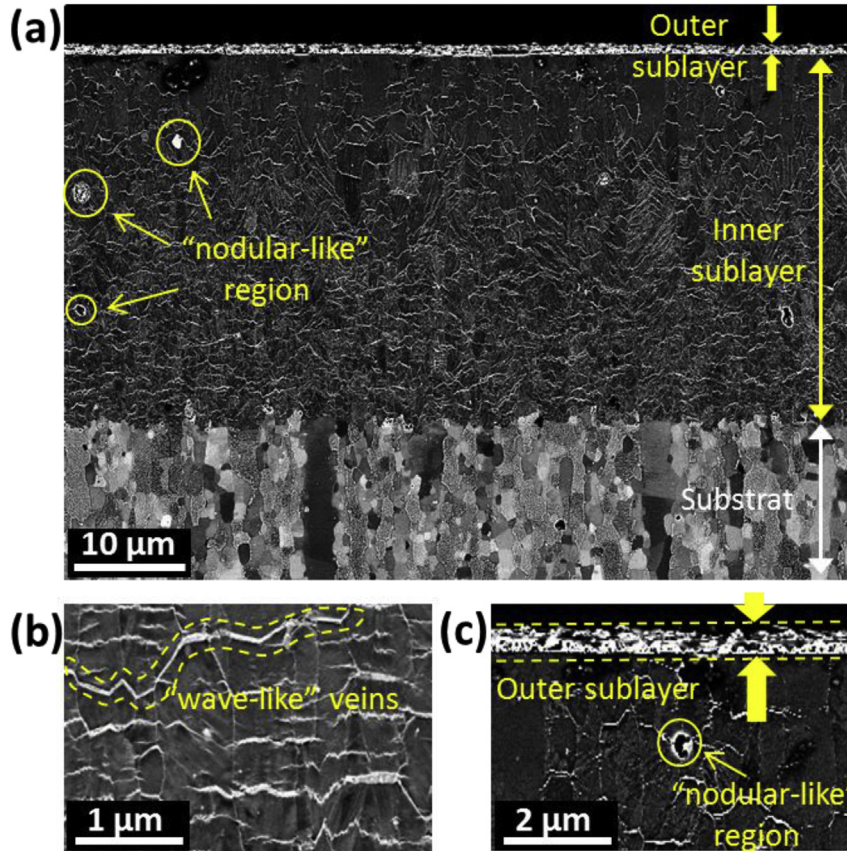 (a)
Outer
sublayer
"nodular-like"
region
Inner
sublayer
Substrat
10 µm
(b)
"wave-like" veins
1 µm
(c)
Outer sublayer
"nodular-like"
region
2 µm